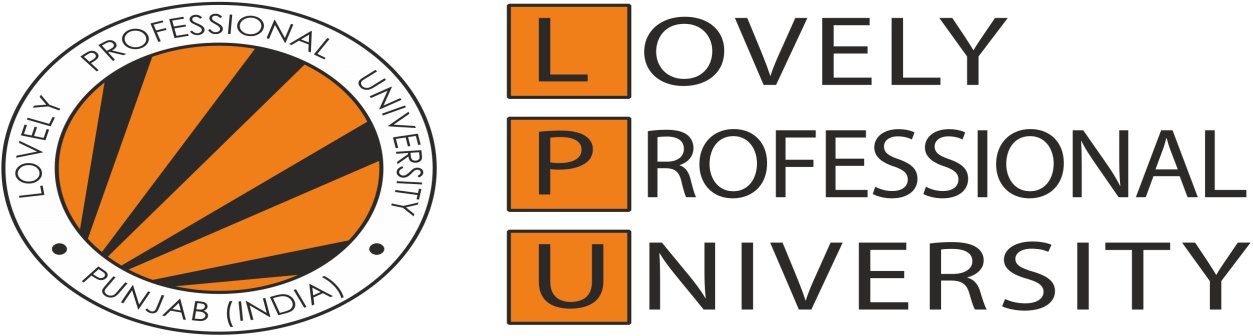 LOVELY PROFESSIONAL UNIVERSITY
PUNJAB (INDIA)
LOVELY
PROFESSIONAL
UNIVERSITY